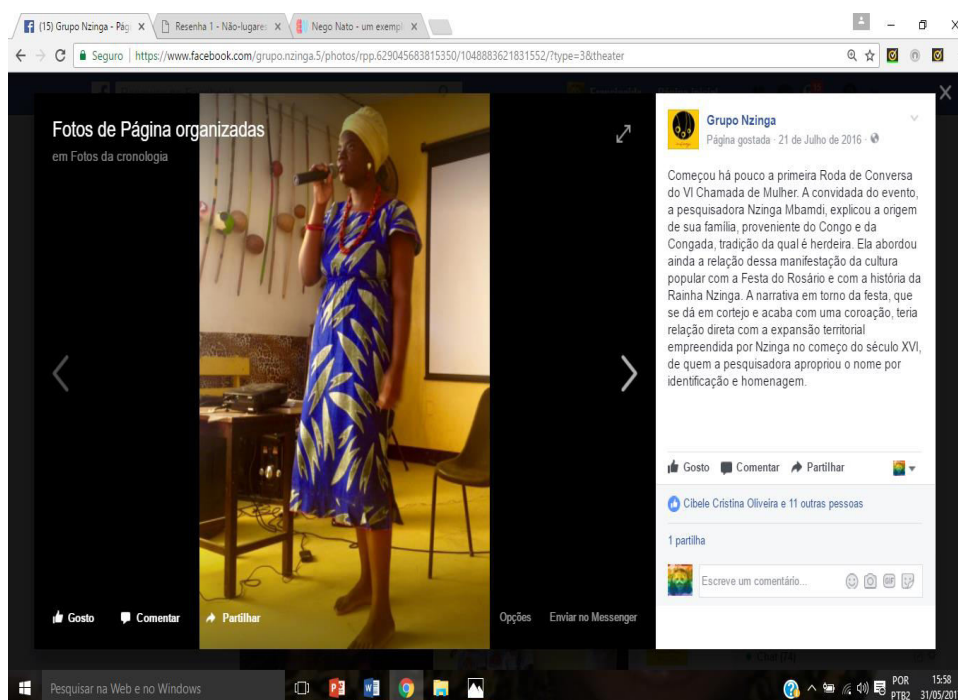 (15) Grupo Nzinga - Pág
Resenha 1 - Não-lugares
Nego Nato - um exempl
Seguro | https://www.facebook.com/grupo.nzinga.5/photos/rpp.629045683815350/1048883621831552/?type=3&theater
Fotos de Página organizadas
em Fotos da cronologia
Gosto Comentar Partilhar
Opções Enviar no Messenger
Grupo Nzinga
Página gostada · 21 de Julho de 2016 ·
Começou há pouco a primeira Roda de Conversa
do VI Chamada de Mulher. A convidada do evento,
a pesquisadora Nzinga Mbamdi, explicou a origem
de sua família, proveniente do Congo e da
Congada, tradição da qual é herdeira. Ela abordou
ainda a relação dessa manifestação da cultura
popular com a Festa do Rosário e com a história da
Rainha Nzinga. A narrativa em torno da festa, que
se dá em cortejo e acaba com uma coroação, teria
relação direta com a expansão territorial
empreendida por Nzinga no começo do século XVI,
de quem a pesquisadora apropriou o nome por
identificação e homenagem.
Gosto Comentar Partilhar
Cibele Cristina Oliveira e 11 outras pessoas
1 partilha
Escreve um comentário...
GIF
Pesquisar na Web e no Windows
POR
PTB2
15:58
31/05/201